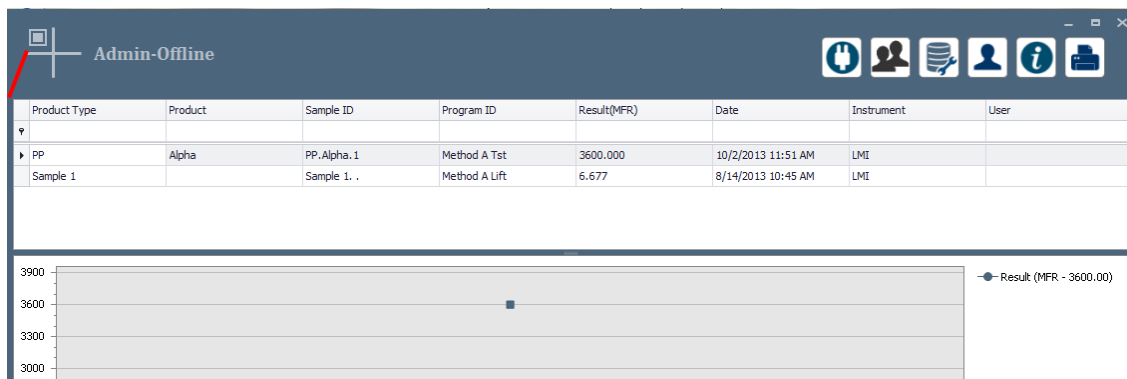 Admin-Offline
Product Type Product Sample ID Program ID Result(MFR) Date Instrument User
PP Alpha PP.Alpha.1 Method A Tst 3600.000 10/2/2013 11:51 AM LMI
Sample 1 Sample 1. . Method A Lift 6.677 8/14/2013 10:45 AM LMI
3900
Result (MFR - 3600.00)
3600
3300
3000